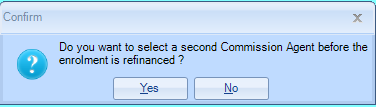 Confirm
Do you want to select a second Commission Agent before the
enrolment is refinanced ?
Yes No